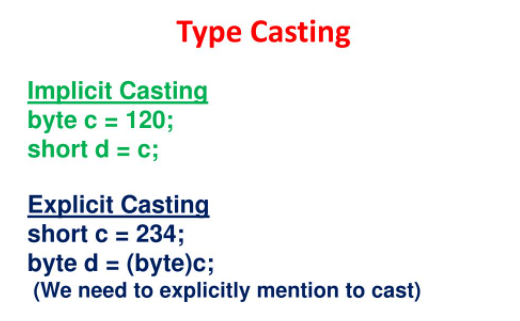 Type Casting
Implicit Casting
byte c = 120;
short d = c;
Explicit Casting
short c = 234;
byte d = (byte)c;
(We need to explicitly mention to cast)